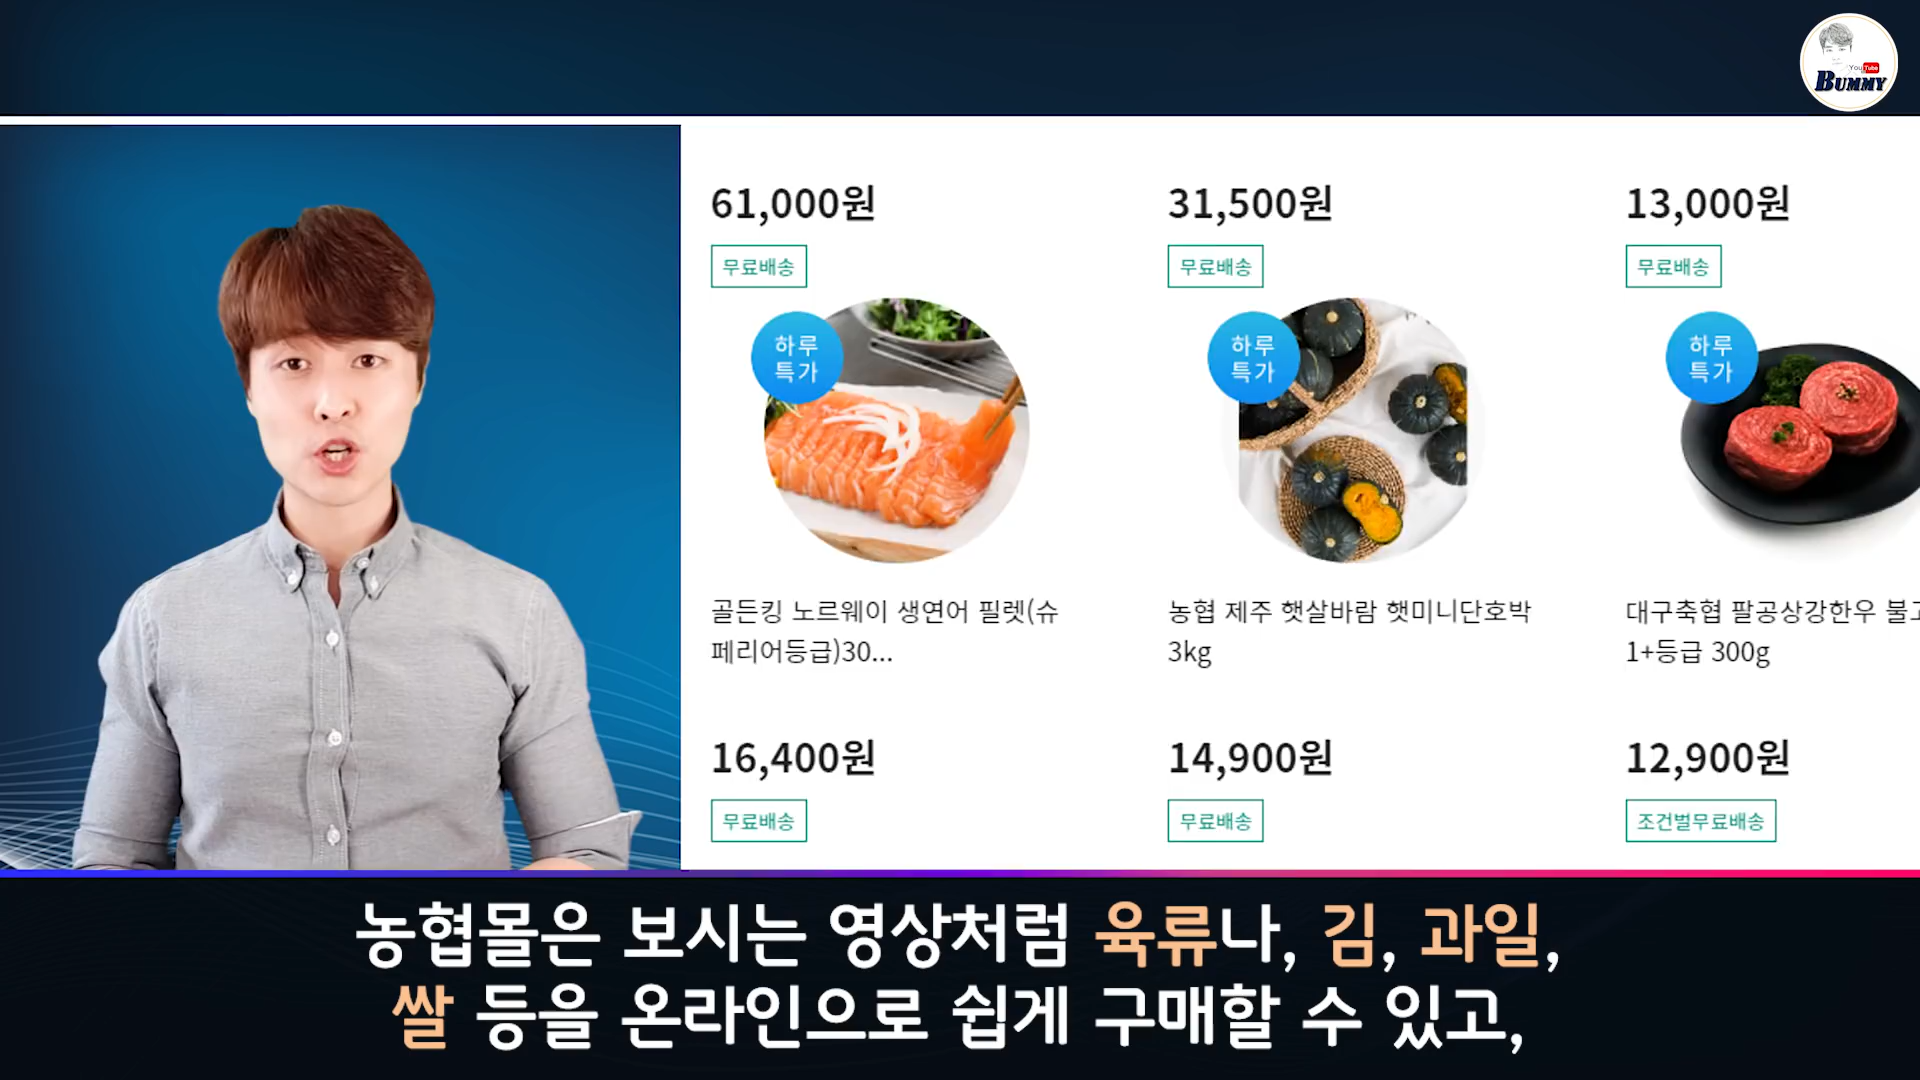 You Tube
BUMMY
61,000원
31,500원
13,000원
무료배송
무료배송
무료배송
하루
특가
하루
특가
하루
특가
골든킹 노르웨이 생연어 필렛(슈
페리어등급)30...
농협 제주 햇살바람 햇미니단호박
3kg
대구축협 팔공상강한우 불고
1+등급 300g
16,400원
14,900원
12,900원
무료배송
무료배송
조건별무료배송
농협몰은 보시는 영상처럼 육류나, 김, 과일,
쌀 등을 온라인으로 쉽게 구매할 수 있고,